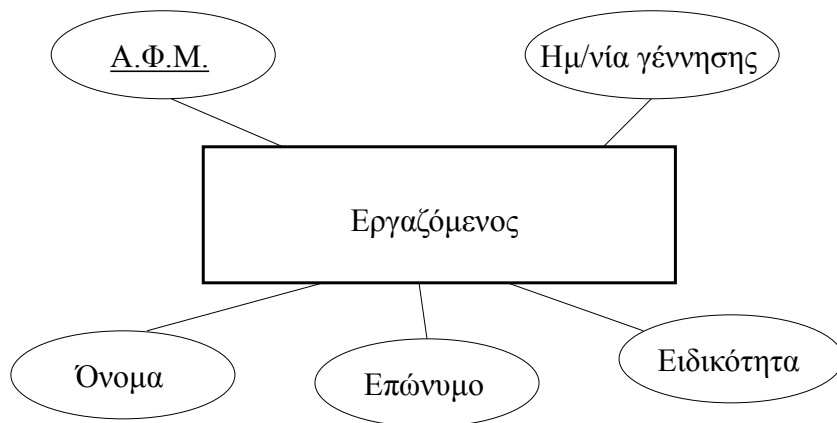 Α.Φ.Μ.
Ημ/νία γέννησης
Εργαζόμενος
Όνομα
Επώνυμο
Ειδικότητα